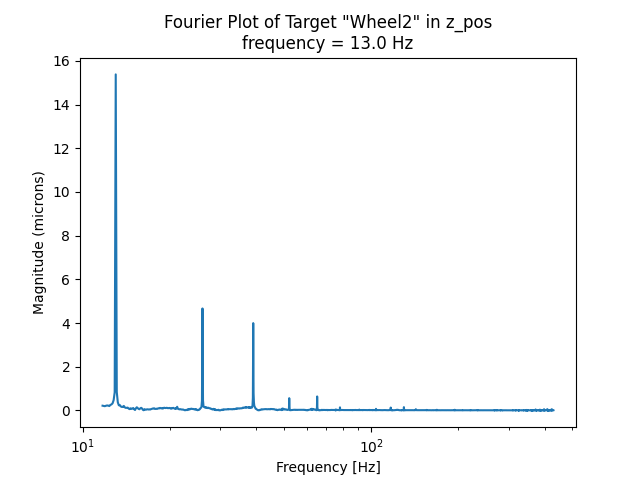 Fourier Plot of Target "Wheel2" in z_pos
frequency = 13.0 Hz
16
14
12
10
8
6
4
2
0
Magnitude (microns)
10¹
10²
Frequency [Hz]